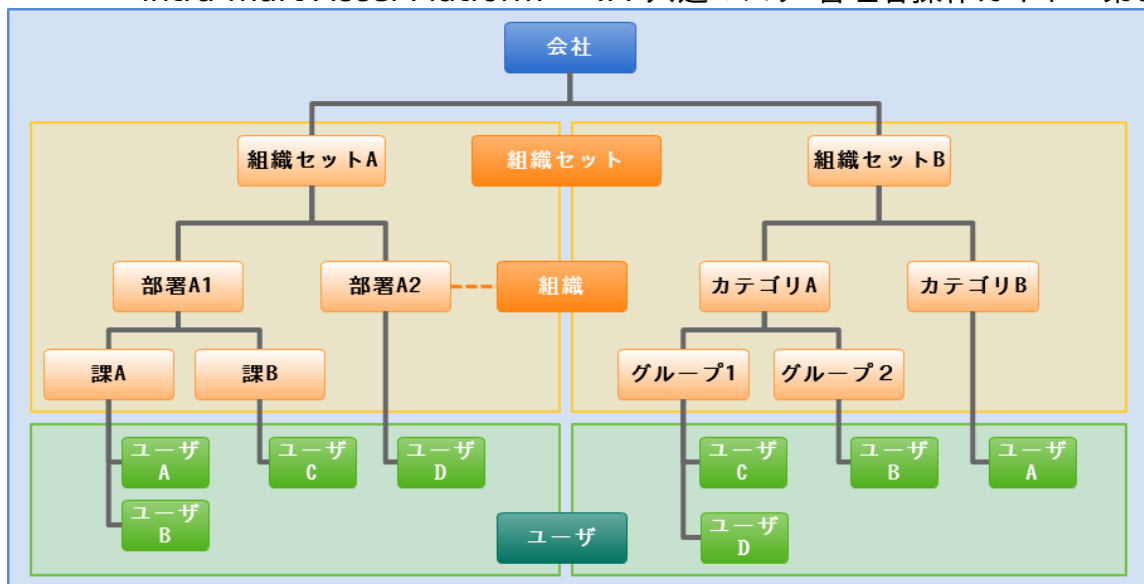 会社
組織セットA
組織セット
組織セットB
部署A1
部署A2
組織
カテゴリA
カテゴリB
課A
課B
グループ1
グループ２
ユーザ
A
ユーザ
C
ユーザ
D
ユーザ
C
ユーザ
B
ユーザ
A
ユーザ
B
ユーザ
ユーザ
D